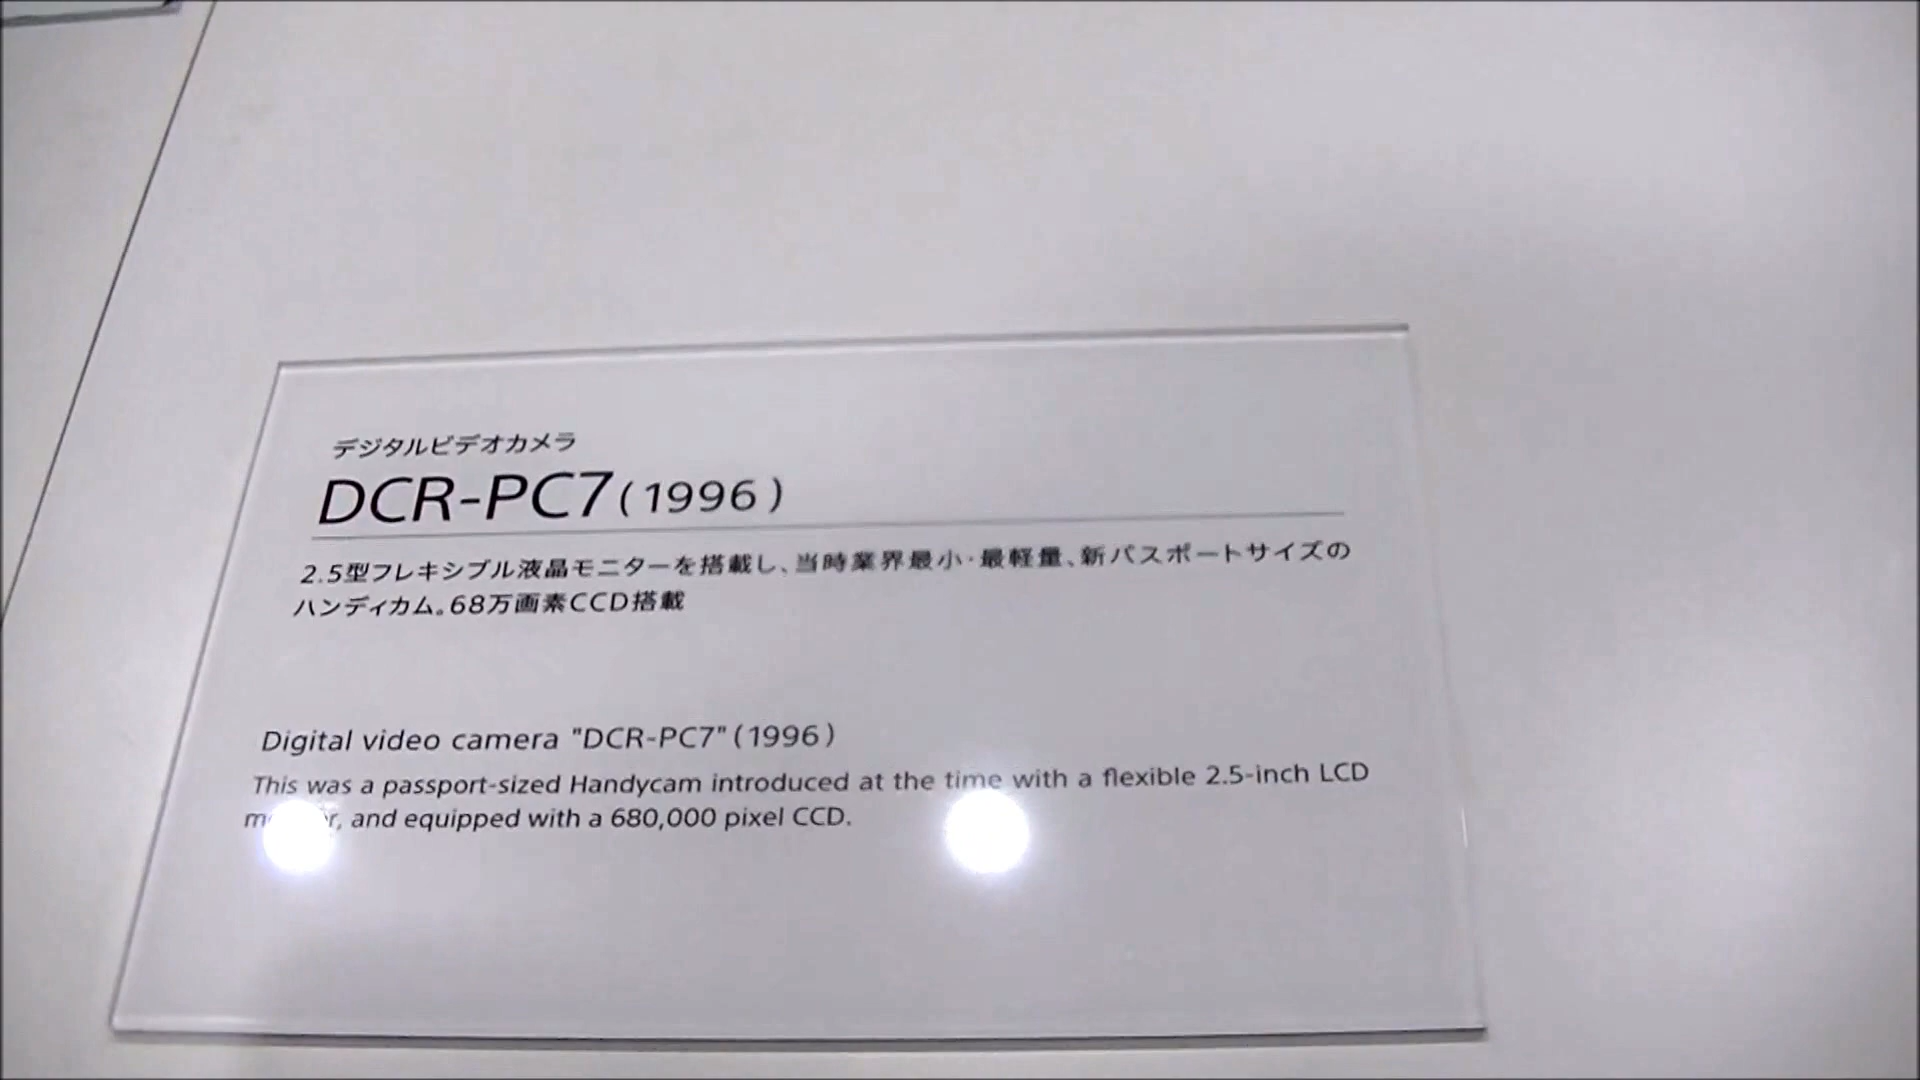 デジタルビデオカメラ
DCR-PC7(1996)
2.5型フレキシブル液晶モニターを搭載し、当時業界最小・最軽量、新パスポートサイズの
ハンディカム。68万画素CCD搭載
Digital video camera "DCR-PC7"(1996)
This was a passport-sized Handycam introduced at the time with a flexible 2.5-inch LCD
and equipped with a 680,000 pixel CCD.